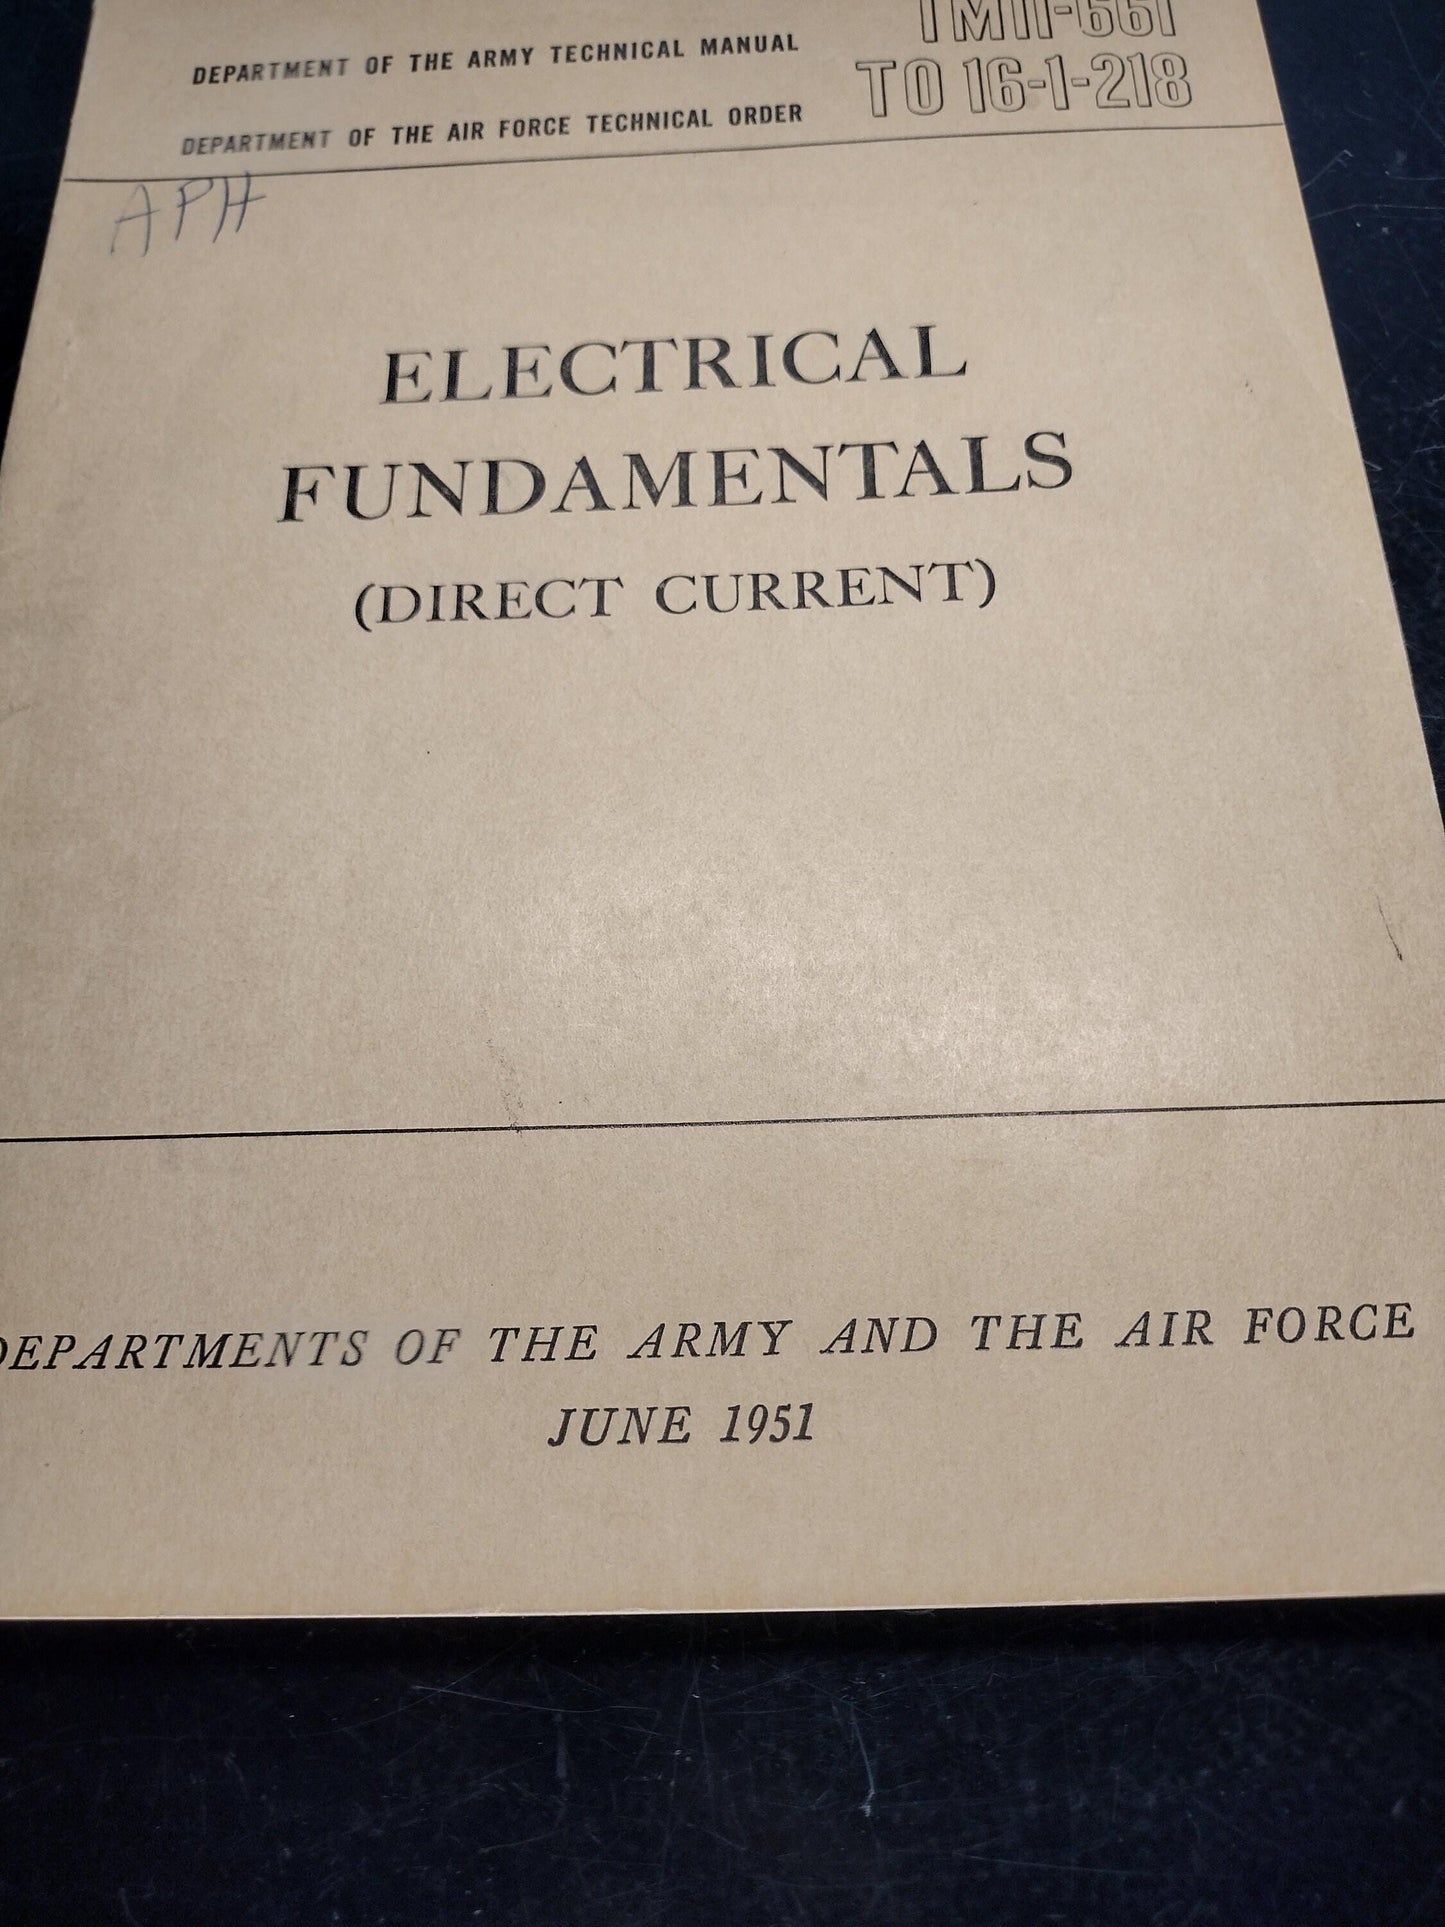 DEPARTMENT OF THE ARMY TECHNICAL MANUAL
TM11-661
DEPARTMENT OF THE AIR FORCE TECHNICAL ORDER
TO 16-1-218
APH
ELECTRICAL
FUNDAMENTALS
(DIRECT CURRENT)
DEPARTMENTS OF THE ARMY AND THE AIR FORCE
JUNE 1951